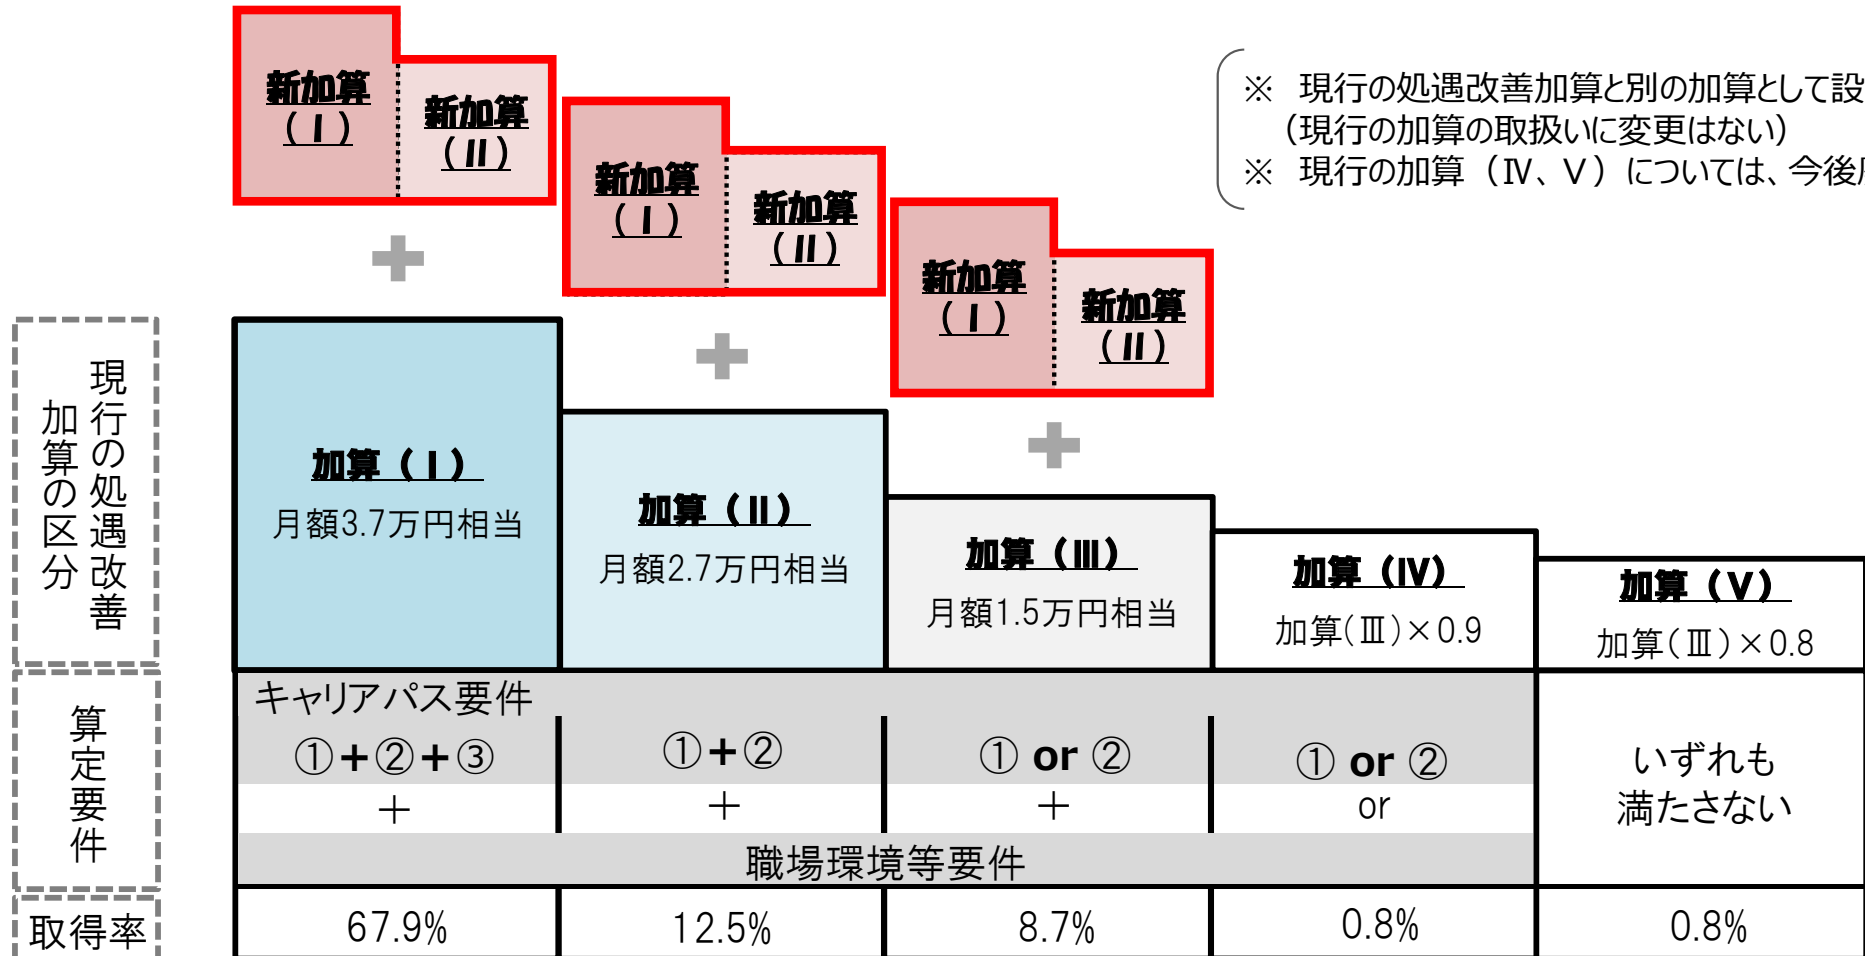 新加算
(Ⅰ)
新加算
(Ⅱ)
新加算
(Ⅰ)
新加算
(Ⅱ)
新加算
(Ⅰ)
新加算
(Ⅱ)
※ 現行の処遇改善加算と別の加算として設
(現行の加算の取扱いに変更はない)
※ 現行の加算(Ⅳ、Ⅴ)については、今後
現行の処遇改善
加算の区分
加算(Ⅰ)
月額3.7万円相当
加算(Ⅱ)
月額2.7万円相当
加算(Ⅲ)
月額1.5万円相当
加算(Ⅳ)
加算(Ⅲ)×0.9
加算(Ⅴ)
加算(Ⅲ)×0.8
算定要件
キャリアパス要件
①+②+③
①+②
① or ②
① or ②
+
+
+
or
職場環境等要件
いずれも
満たさない
取得率
67.9%
12.5%
8.7%
0.8%
0.8%